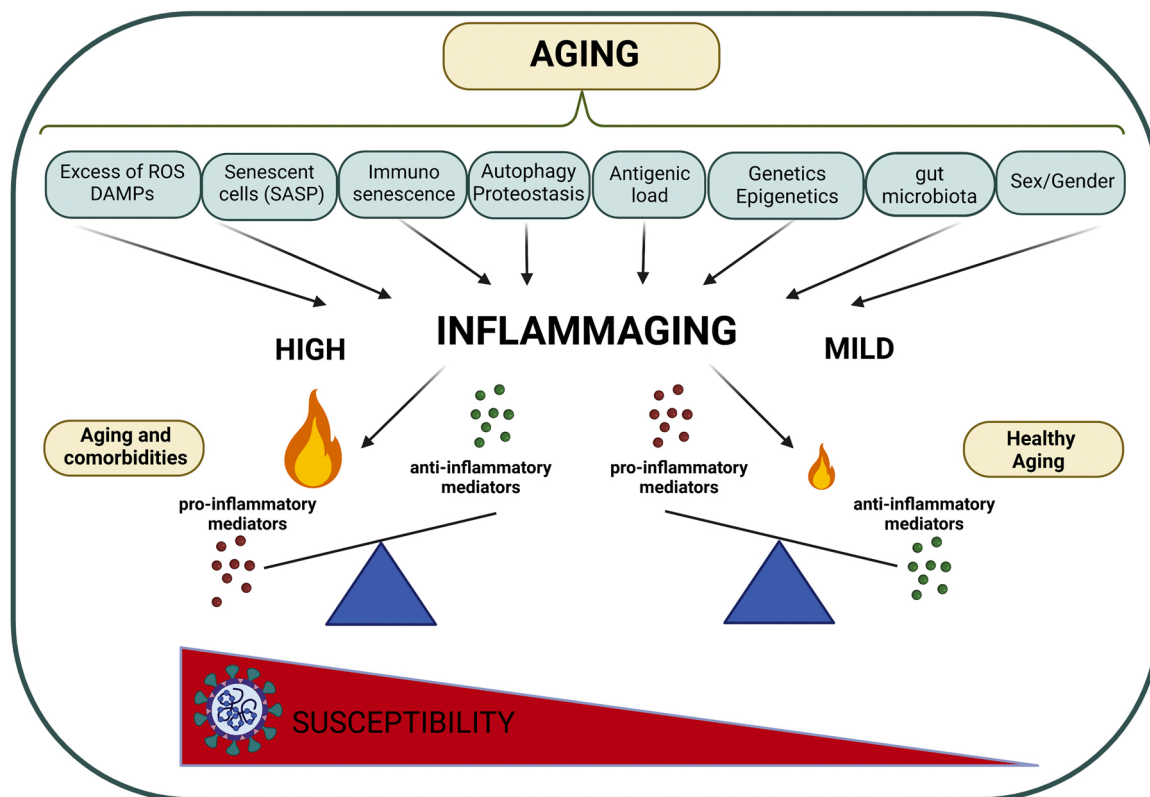 AGING
Excess of ROS
DAMPs
Senescent
cells (SASP)
Immuno
senescence
Autophagy
Proteostasis
Antigenic
load
Genetics
Epigenetics
gut
microbiota
Sex/Gender
INFLAMMAGING
HIGH
MILD
Aging and
comorbidities
anti-inflammatory
mediators
pro-inflammatory
mediators
Healthy
Aging
pro-inflammatory
mediators
anti-inflammatory
mediators
SUSCEPTIBILITY